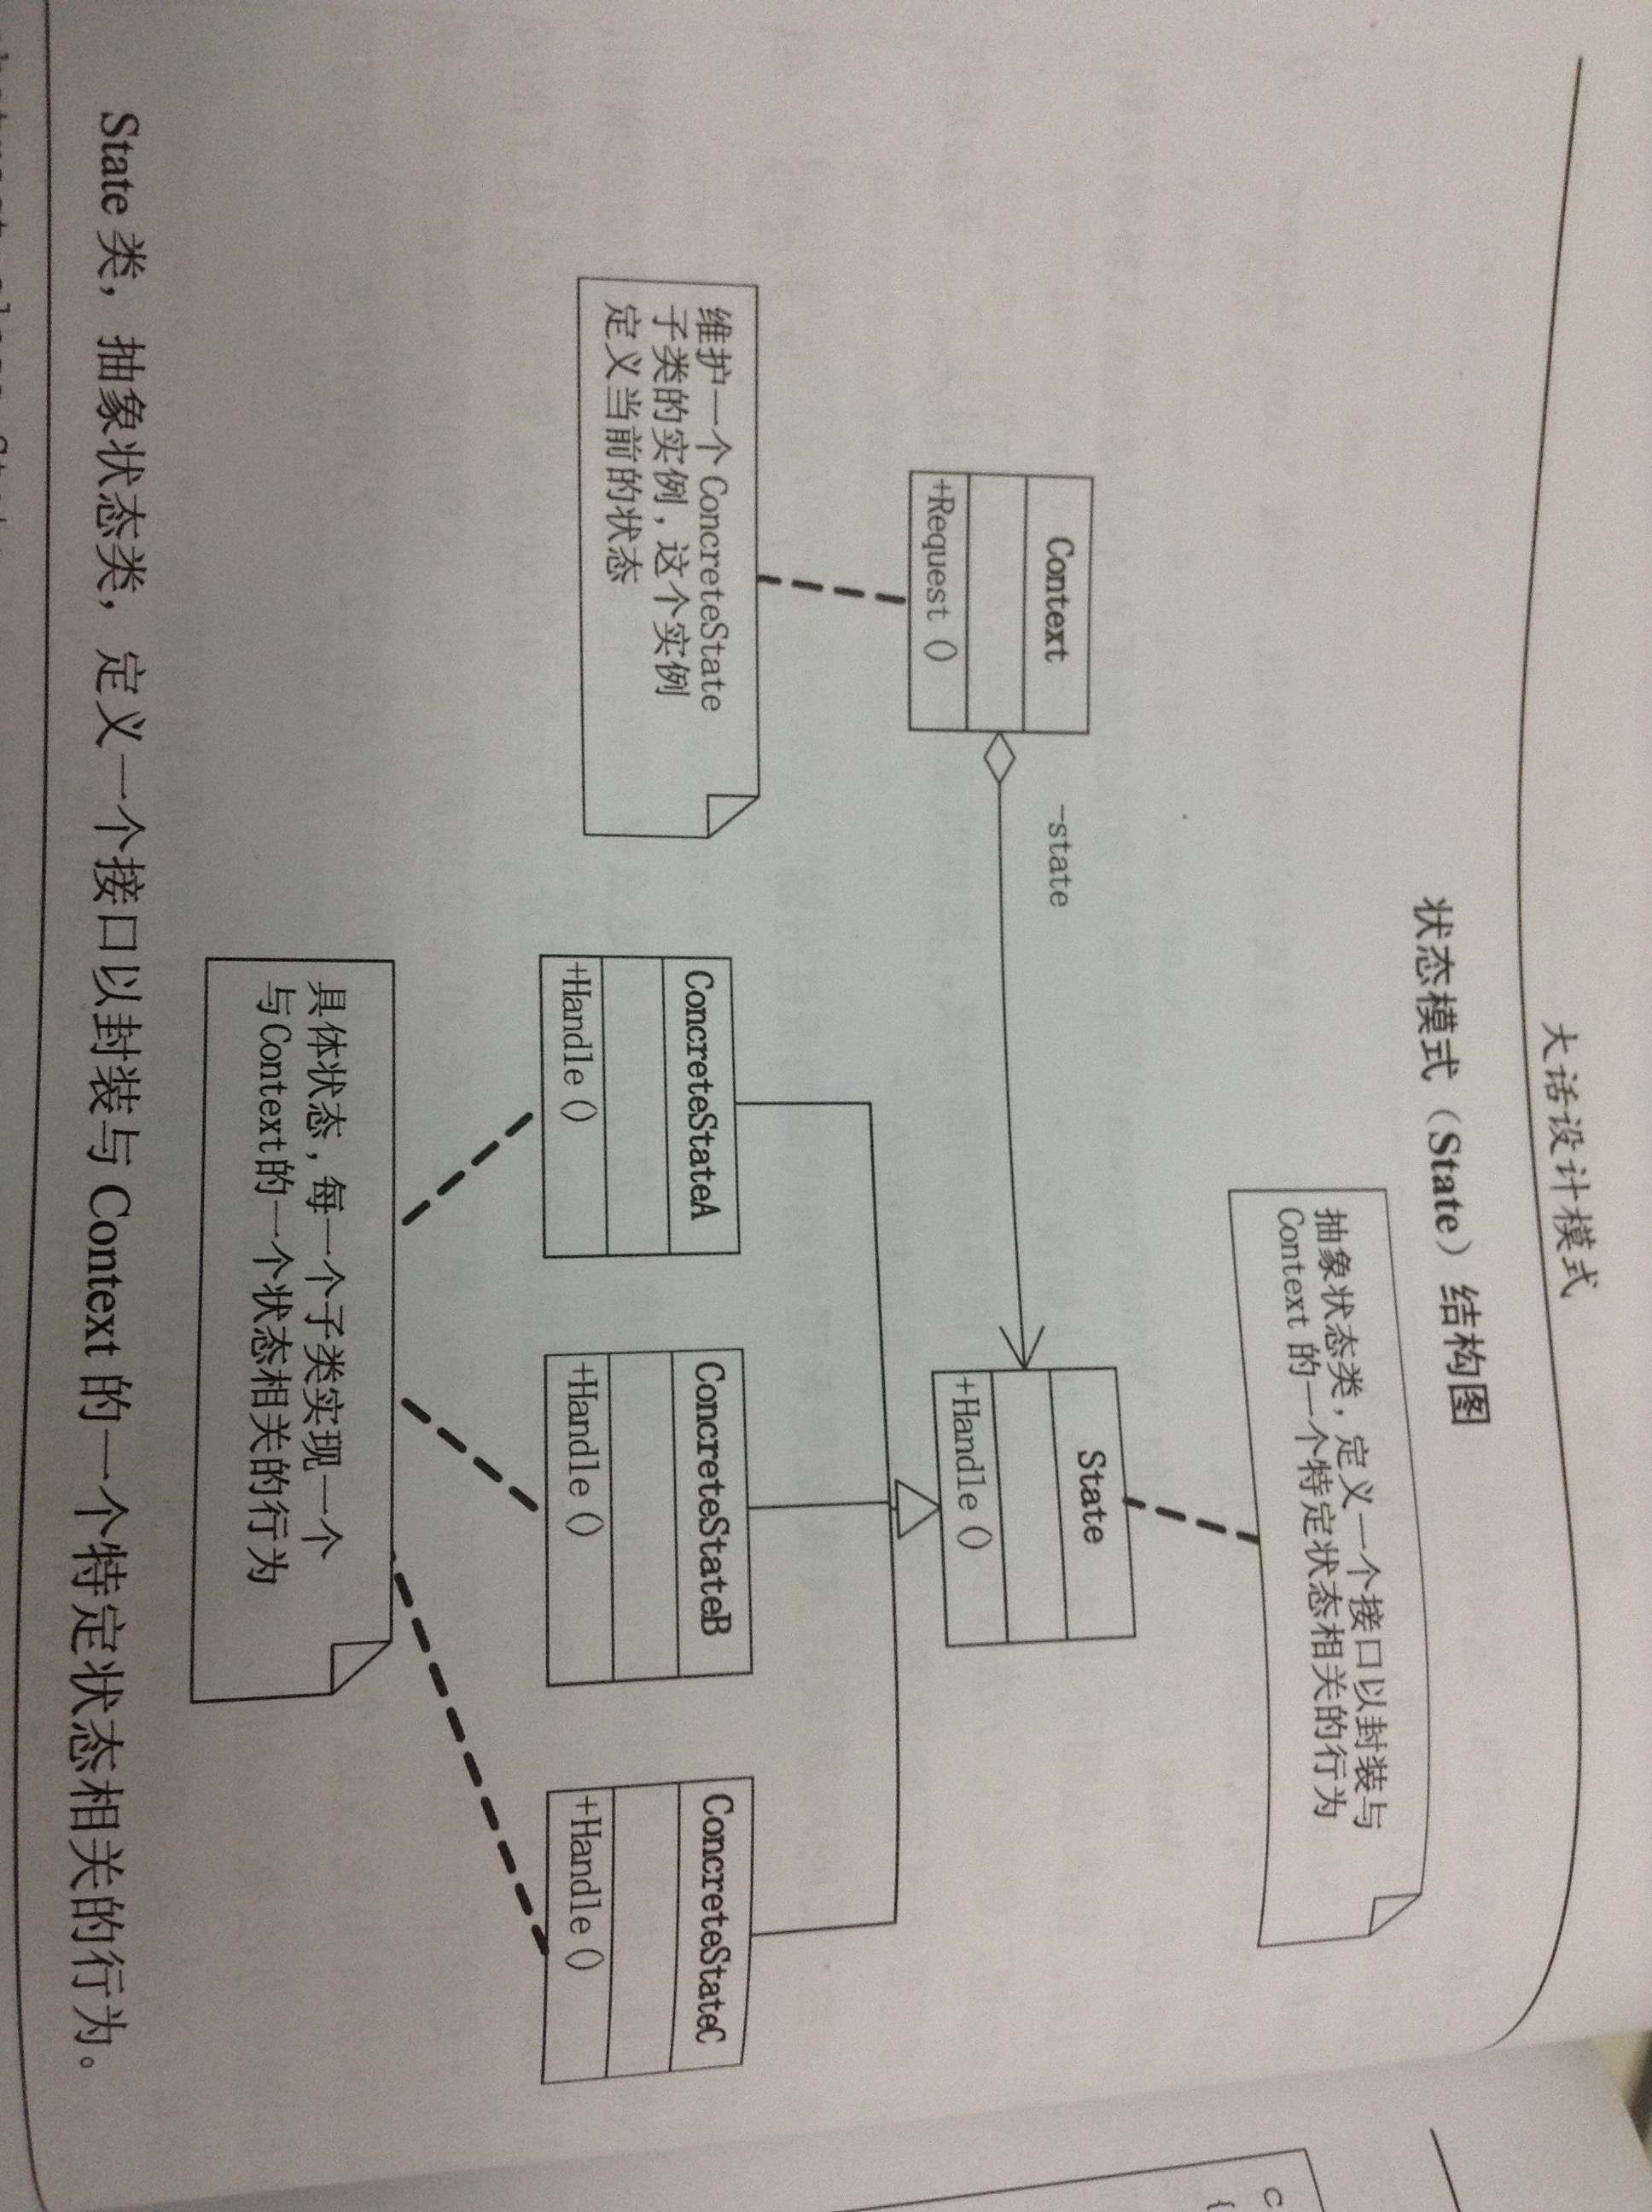 大话设计模式
状态模式（State）结构图
抽象状态类，定义一个接口以封装与
Context 的一个特定状态相关的行为
Context
+Request ()
-state
State
+Handle ()
维护一个ConcreteState
子类的实例，这个实例
定义当前的状态
ConcreteStateA
+Handle ()
ConcreteStateB
+Handle ()
ConcreteStateC
+Handle ()
具体状态，每一个子类实现一个
与Context的一个状态相关的行为
State 类，抽象状态类，定义一个接口以封装与 Context 的一个特定状态相关的行为。